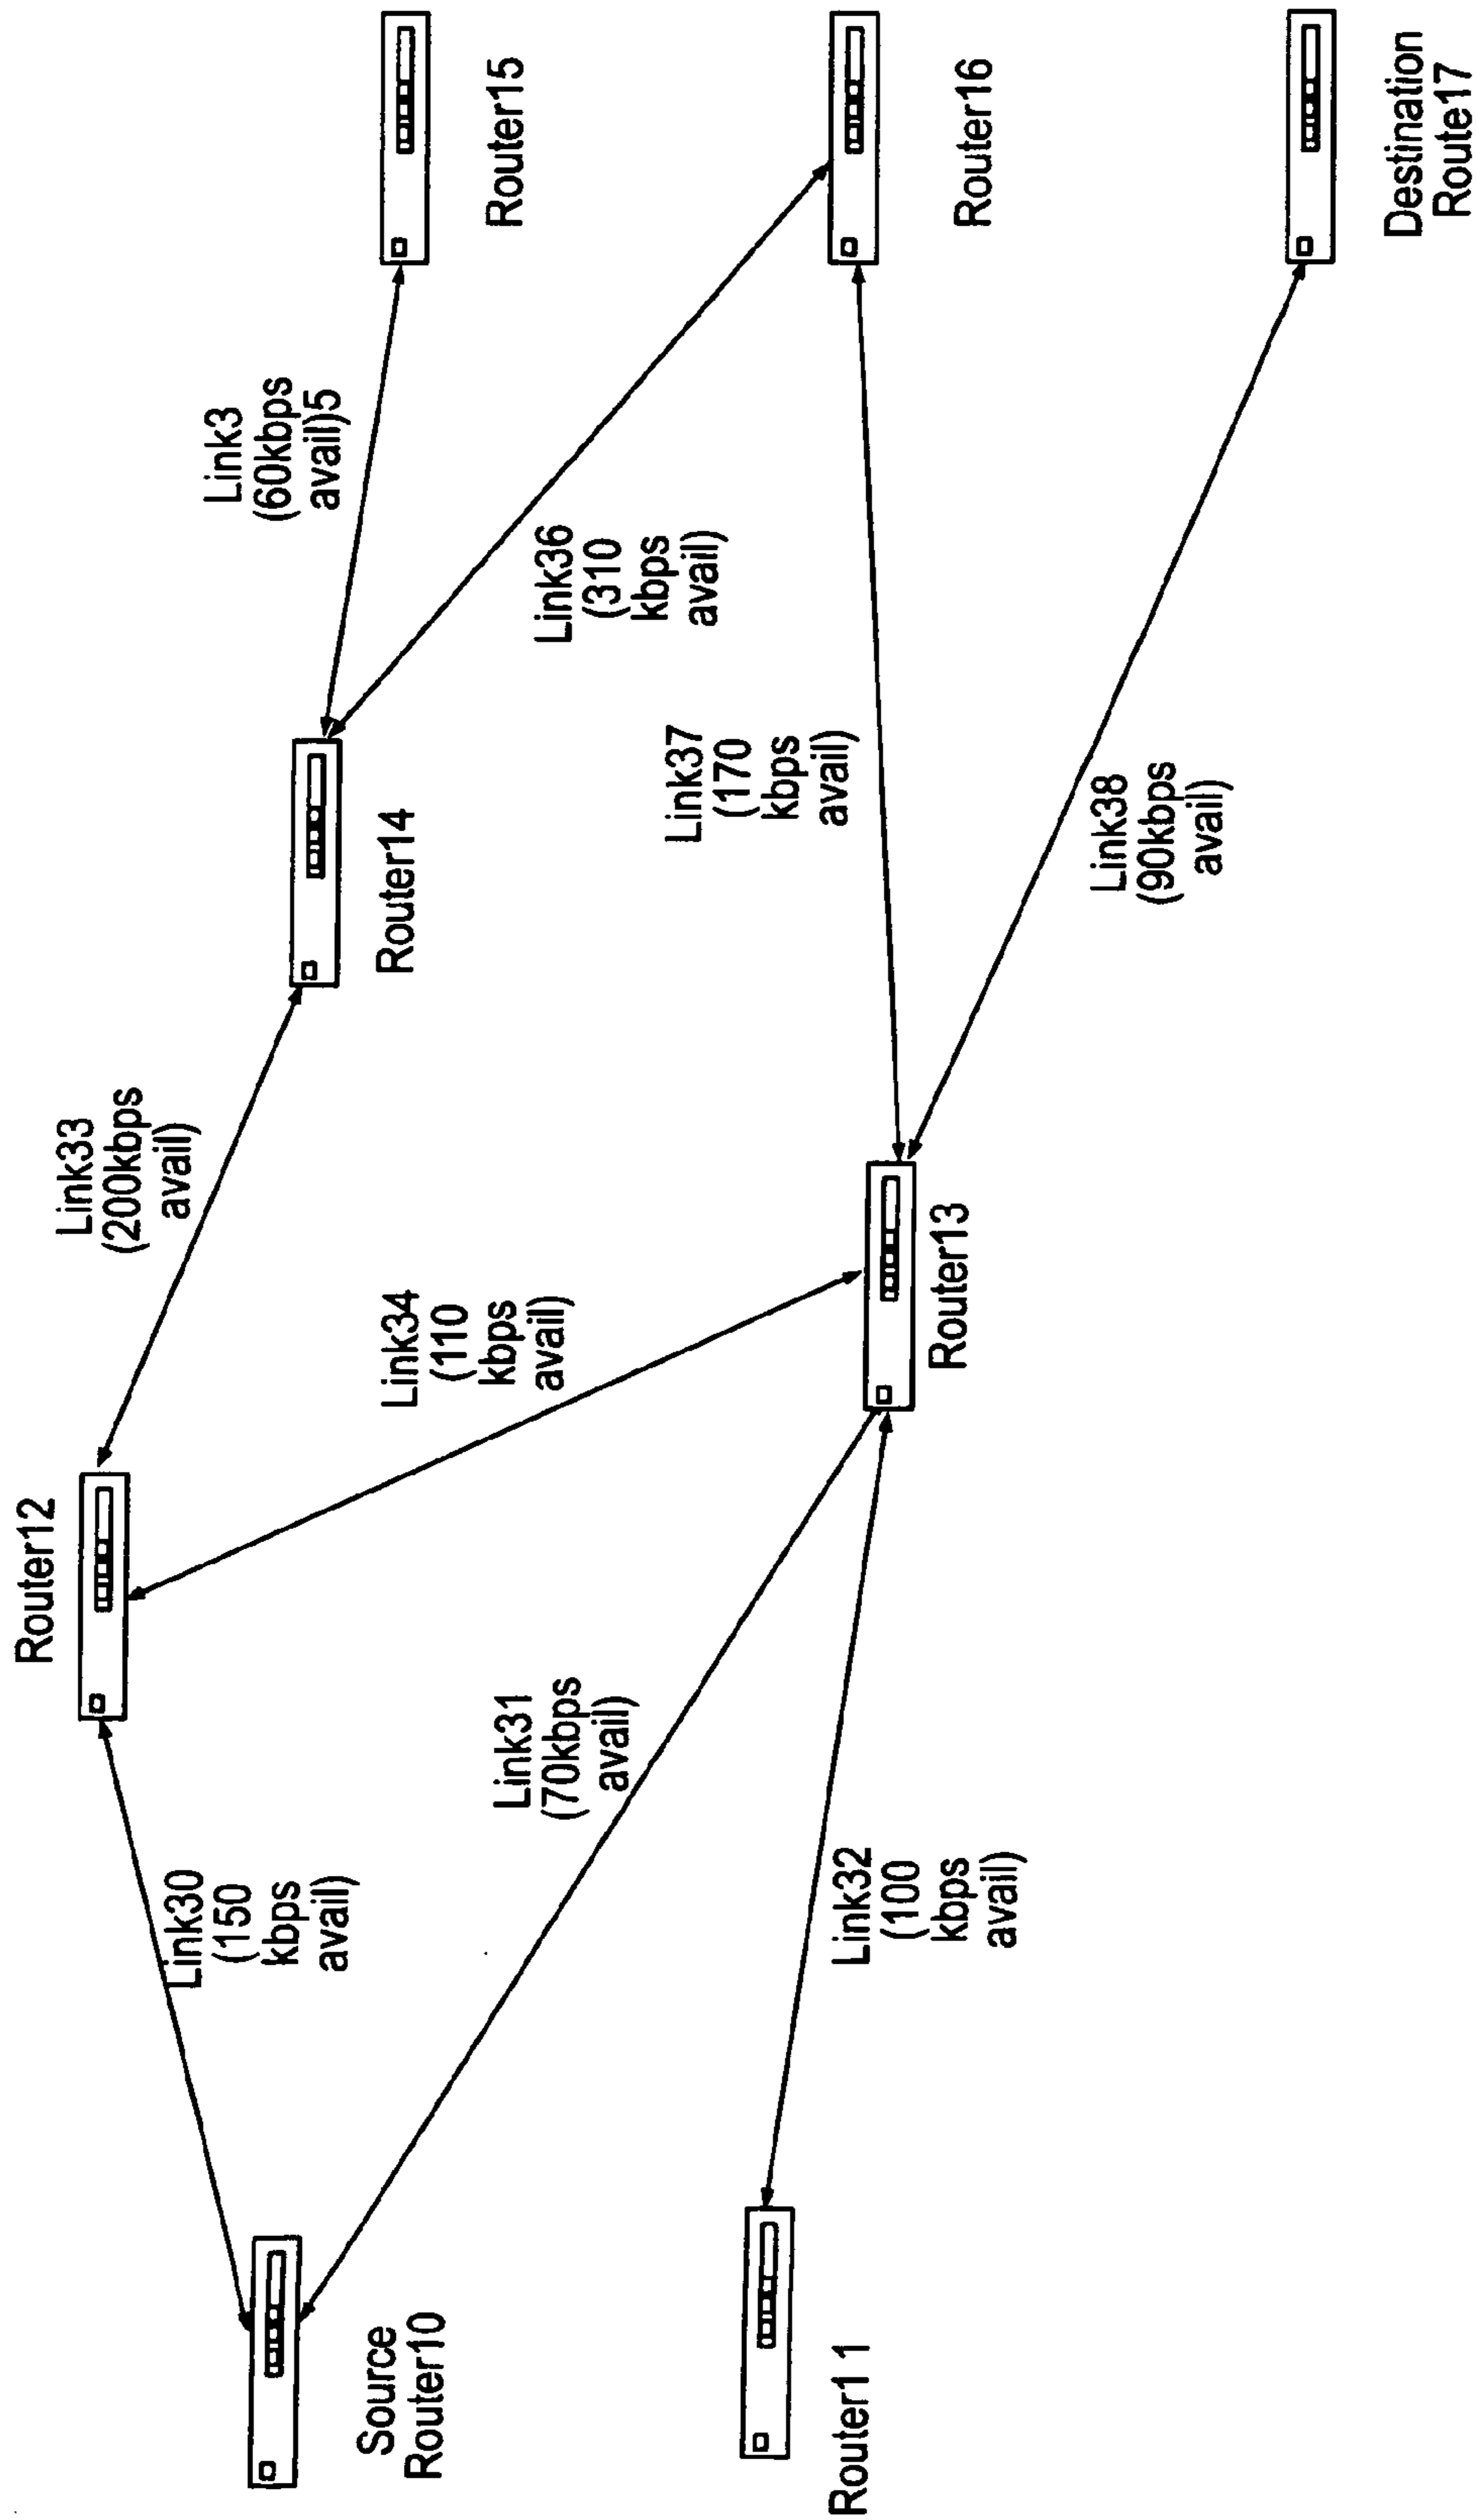 Router12
Link33
(200kbps
avail)
Link30
(150
kbps
avail)
Link3
(60kbps
avail)5
Source
Router10
Link34
(110
kbps
avail)
Router14
Router15
Link31
(70kbps
avail)
Link36
(310
kbps
avail)
Link37
(170
kbps
avail)
Router11
Link32
(100
kbps
avail)
Router13
Router16
Link38
(90kbps
avail)
Destination
Route17